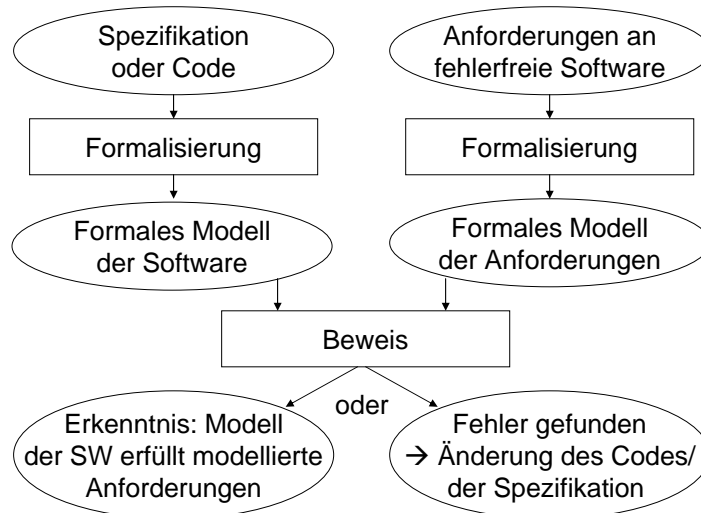 Spezifikation
oder Code
Anforderungen an
fehlerfreie Software
Formalisierung
Formalisierung
Formales Modell
der Software
Formales Modell
der Anforderungen
Beweis
oder
Erkenntnis: Modell
der SW erfüllt modellierte
Anforderungen
Fehler gefunden
→ Änderung des Codes/
der Spezifikation